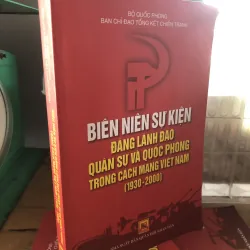 BỘ QUỐC PHÒNG
BAN CHỈ ĐẠO TỔNG KẾT CHIẾN TRANH
BIÊN NIÊN SỰ KIỆN
ĐẢNG LÃNH ĐẠO
QUÂN SỰ VÀ QUỐC PHÒNG
TRONG CÁCH MẠNG VIỆT NAM
(1930-2000)